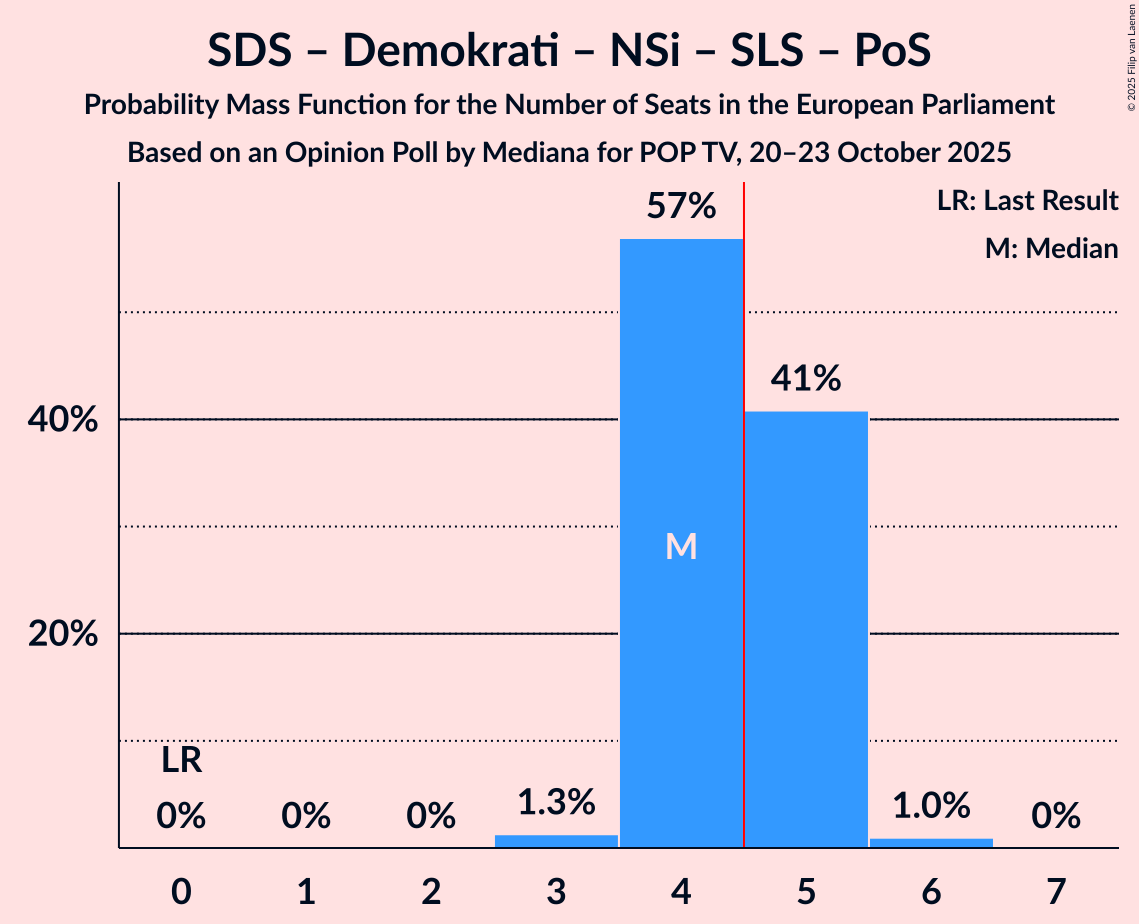 SDS – Demokrati – NSi – SLS – PoS
Probability Mass Function for the Number of Seats in the European Parliament
Based on an Opinion Poll by Mediana for POP TV, 20–23 October 2025
© 2025 Filip van Laenen
LR: Last Result
M: Median
57%
41%
40%
M
20%
LR
0%
0%
0%
1.3%
1.0%
0%
0
1
2
3
4
5
6
7